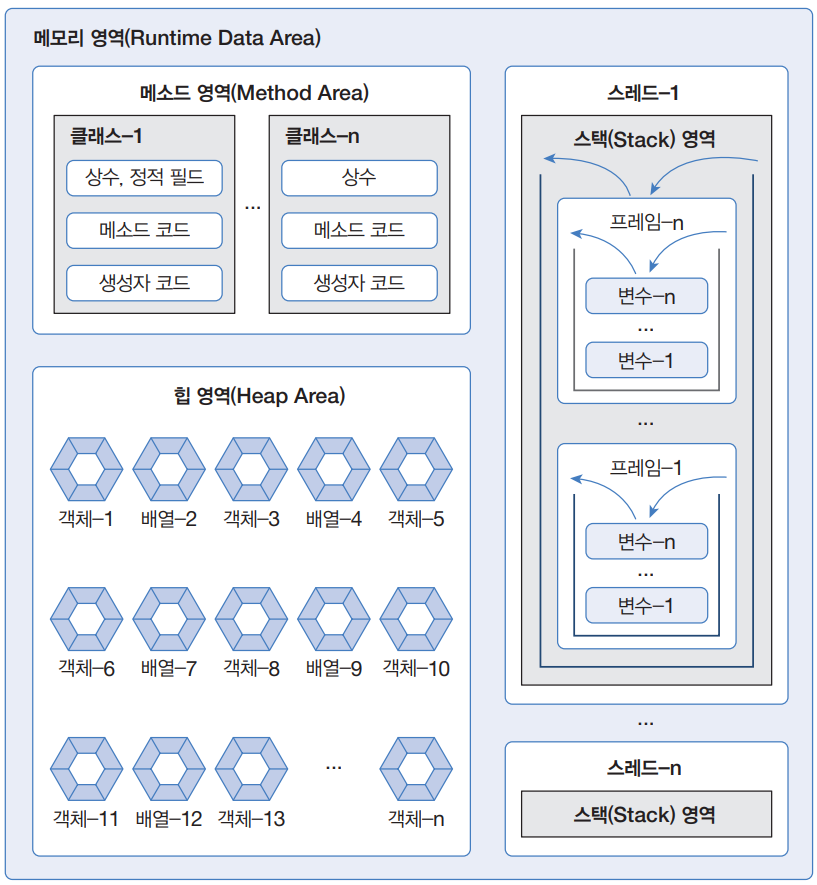 메모리 영역(Runtime Data Area)
메소드 영역(Method Area)
클래스–1
상수, 정적 필드
메소드 코드
생성자 코드
...
클래스–n
상수
메소드 코드
생성자 코드
힙 영역(Heap Area)
객체–1 배열–2 객체–3 배열–4 객체–5
객체–6 배열–7 객체–8 배열–9 객체–10
...
객체–11 배열–12 객체–13 객체–n
스레드–1
스택(Stack) 영역
프레임–n
변수–n
...
변수–1
...
프레임–1
변수–n
...
변수–1
...
스레드–n
스택(Stack) 영역